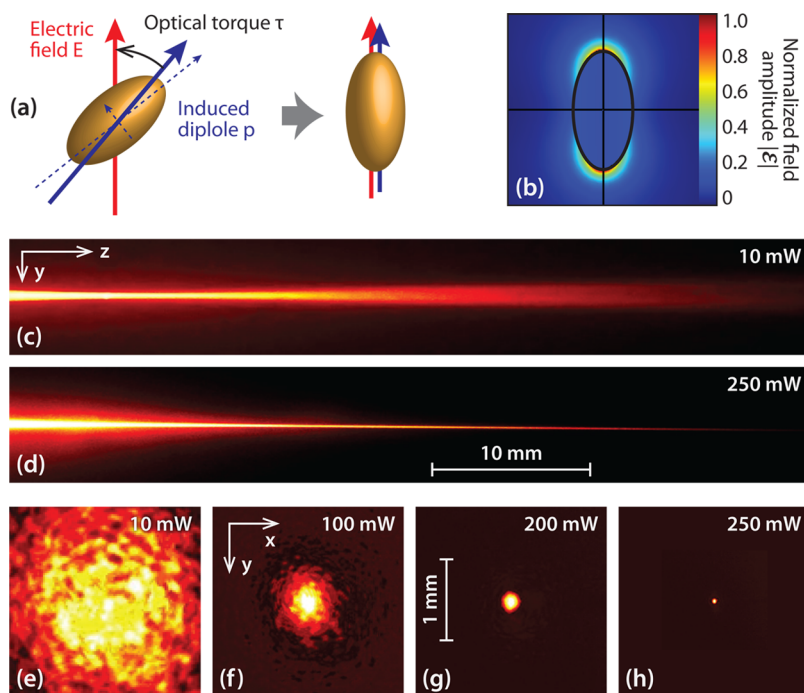 Electric
field E
Optical torque τ
(a)
Induced
diplole p
1.0
0.8
0.6
0.4
0.2
0
Normalized field
amplitude |ε|
(b)
z
y
10 mW
(c)
250 mW
10 mm
(d)
10 mW
(e)
x
y
100 mW
(f)
200 mW
1 mm
(g)
250 mW
(h)